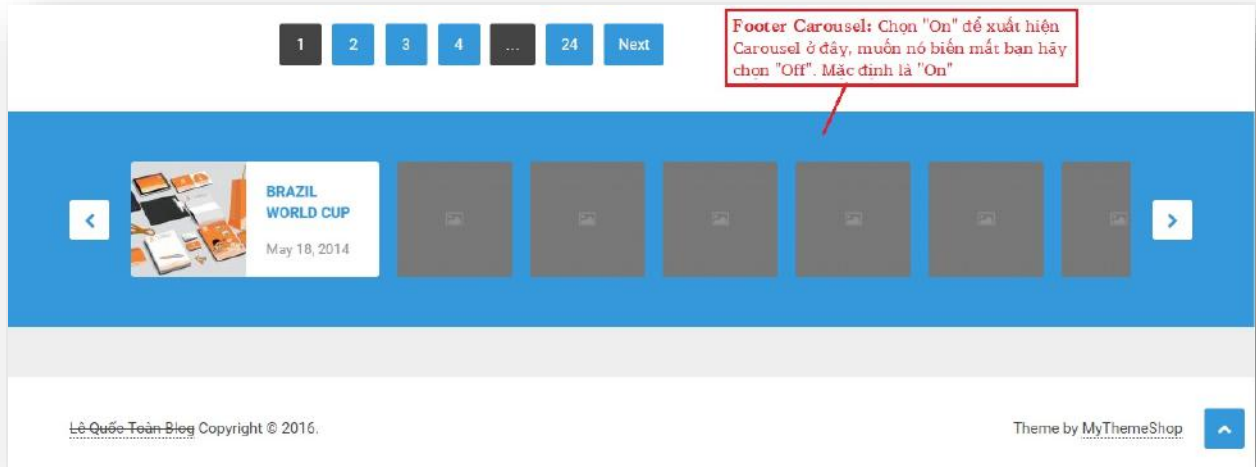 1 2 3 4 ... 24 Next
Footer Carousel: Chọn "On" để xuất hiện
Carousel ở đây, muốn nó biến mất bạn hãy
chọn "Off". Mặc định là "On"
BRAZIL
WORLD CUP
May 18, 2014
Lê Quốc Toàn Blog Copyright © 2016.
Theme by MyThemeShop